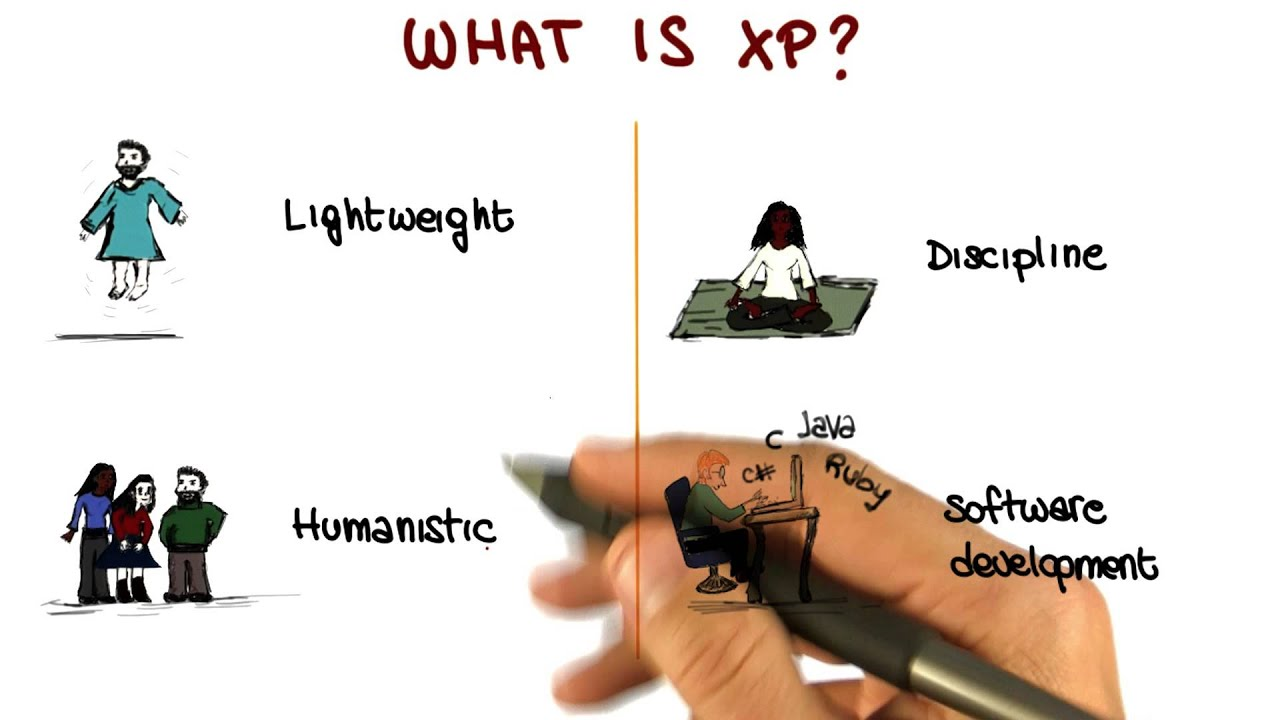 WHAT IS XP?
Lightweight
Discipline
Humanistic
C Java
C# Ruby
software
development